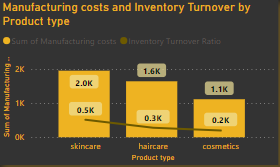 Manufacturing costs and Inventory Turnover by
Product type
Sum of Manufacturing costs Inventory Turnover Ratio
Sum of Manufacturing ...
2K
1K
0K
2.0K
1.6K
1.1K
0.5K
0.3K
0.2K
skincare haircare cosmetics
Product type